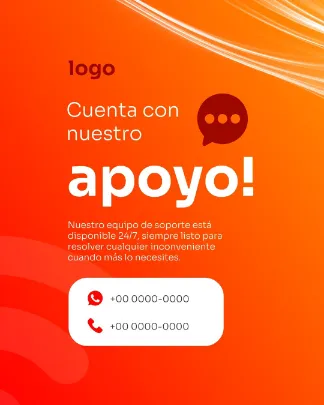 logo
Cuenta con
nuestro
apoyo!
Nuestro equipo de soporte está
disponible 24/7, siempre listo para
resolver cualquier inconveniente
cuando más lo necesites.
+00 0000-0000
+00 0000-0000